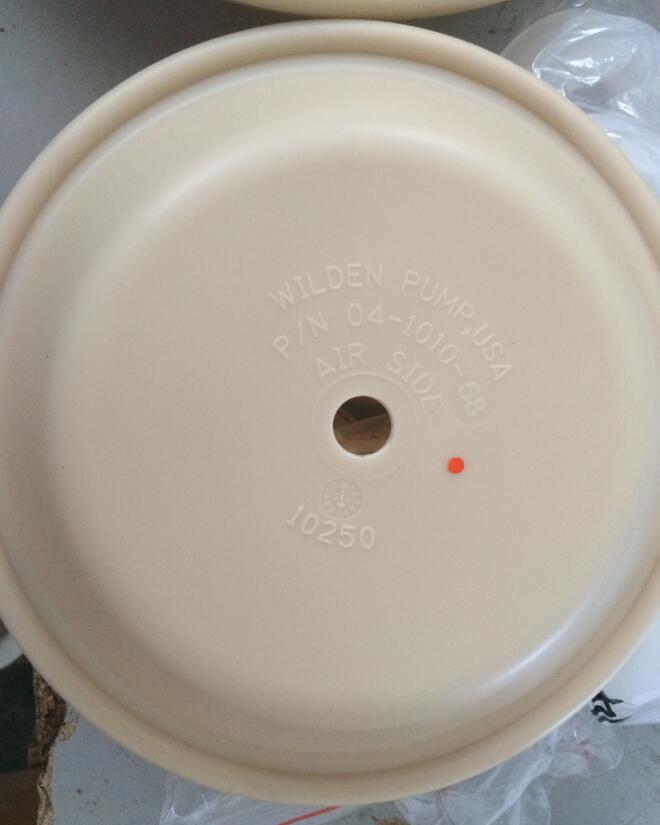 WILDEN PUMP, USA
P/N 04-1010-58
AIR SIDE
10250